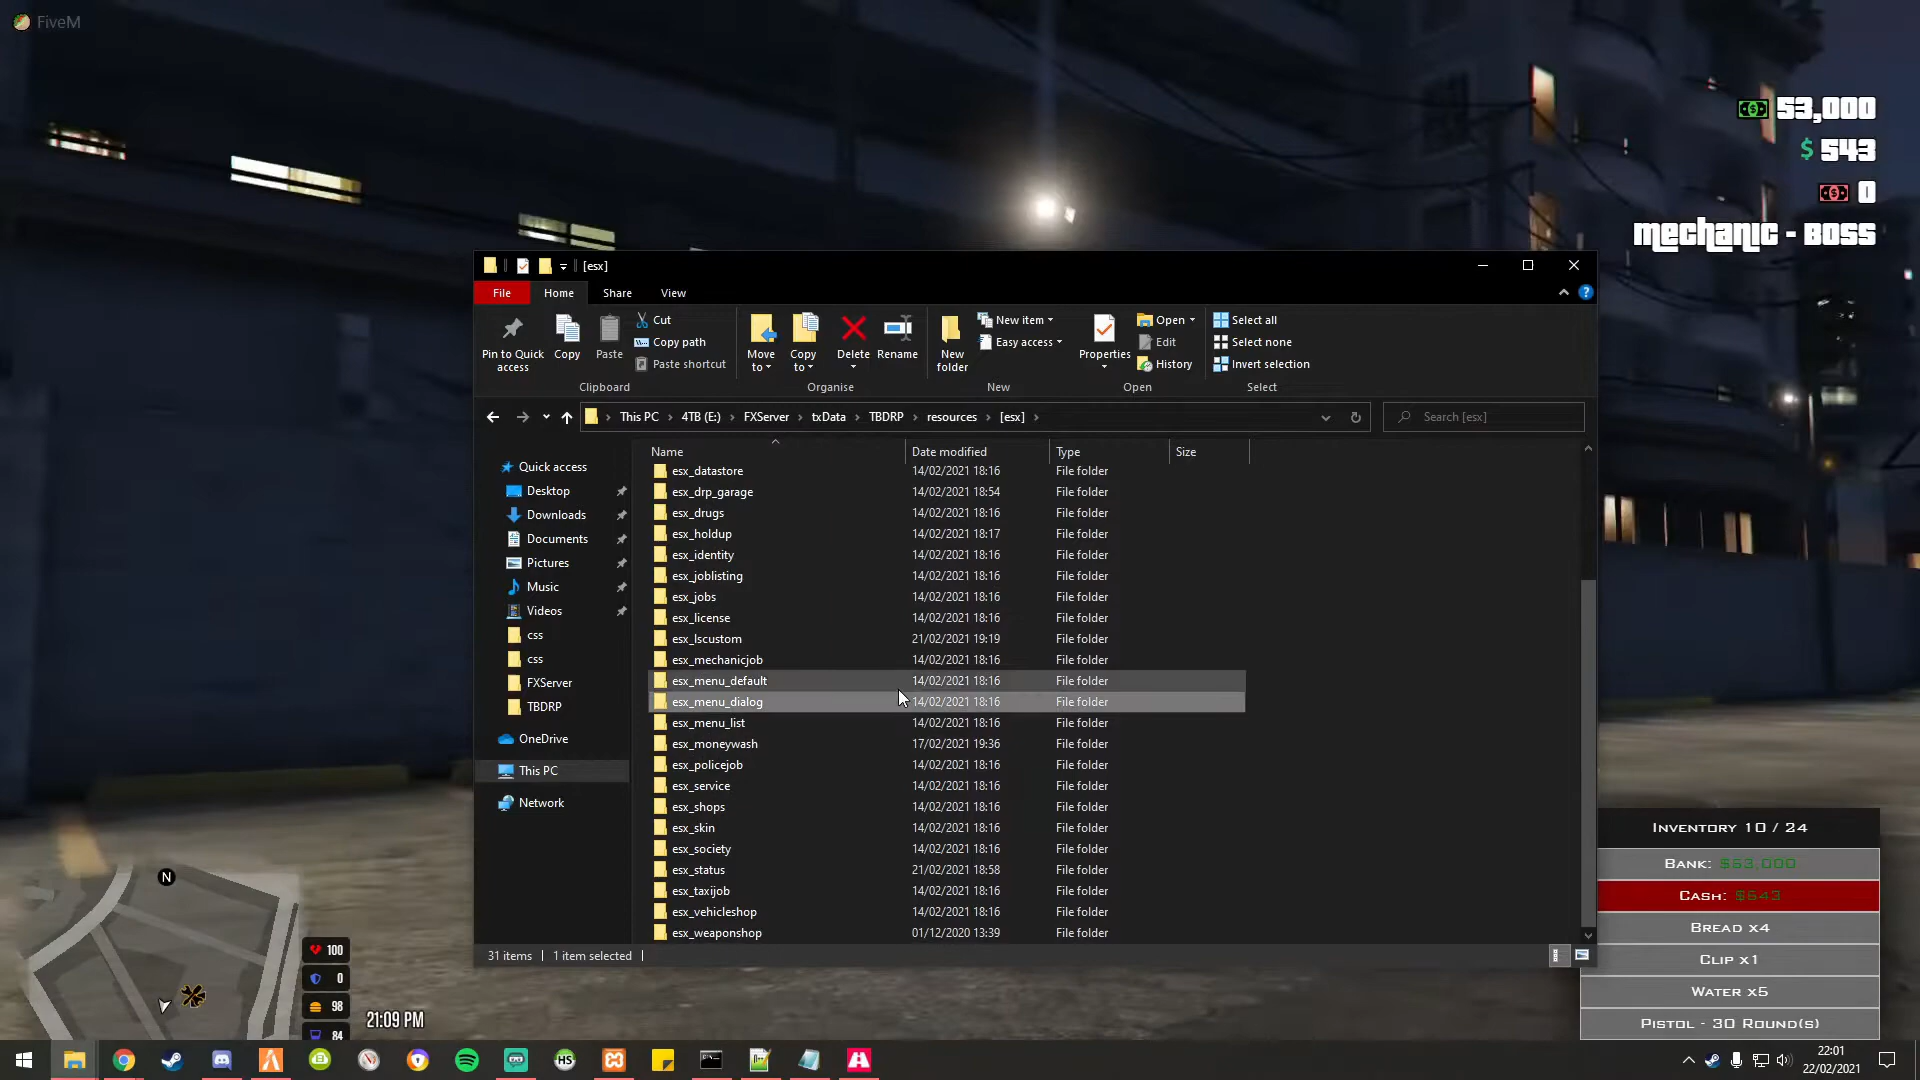 FiveM
53,000
$ 543
0
mechanic - Boss
[esx]
File Home Share View
Pin to Quick access
Copy
Paste
Cut
Copy path
Paste shortcut
Clipboard
Move to
Copy to
Delete
Rename
Organise
New folder
New item
Easy access
New
Properties
Open
Edit
History
Open
Select all
Select none
Invert selection
Select
This PC > 4TB (E:) > FXServer > txData > TBDRP > resources > [esx] >
Search [esx]
Quick access
Desktop
Downloads
Documents
Pictures
Music
Videos
css
css
FXServer
TBDRP
OneDrive
This PC
Network
Name Date modified Type Size
esx_datastore 14/02/2021 18:16 File folder
esx_drp_garage 14/02/2021 18:54 File folder
esx_drugs 14/02/2021 18:16 File folder
esx_holdup 14/02/2021 18:17 File folder
esx_identity 14/02/2021 18:16 File folder
esx_joblisting 14/02/2021 18:16 File folder
esx_jobs 14/02/2021 18:16 File folder
esx_license 14/02/2021 18:16 File folder
esx_lscustom 21/02/2021 19:19 File folder
esx_mechanicjob 14/02/2021 18:16 File folder
esx_menu_default 14/02/2021 18:16 File folder
esx_menu_dialog 14/02/2021 18:16 File folder
esx_menu_list 14/02/2021 18:16 File folder
esx_moneywash 17/02/2021 19:36 File folder
esx_policejob 14/02/2021 18:16 File folder
esx_service 14/02/2021 18:16 File folder
esx_shops 14/02/2021 18:16 File folder
esx_skin 14/02/2021 18:16 File folder
esx_society 14/02/2021 18:16 File folder
esx_status 21/02/2021 18:58 File folder
esx_taxijob 14/02/2021 18:16 File folder
esx_vehicleshop 14/02/2021 18:16 File folder
esx_weaponshop 01/12/2020 13:39 File folder
31 items 1 item selected
Inventory 10 / 24
Bank: $53,000
Cash: $543
Bread x4
Clip x1
Water x5
Pistol - 30 Round(s)
N
100
0
98
84
21:09 PM
HS
22:01
22/02/2021